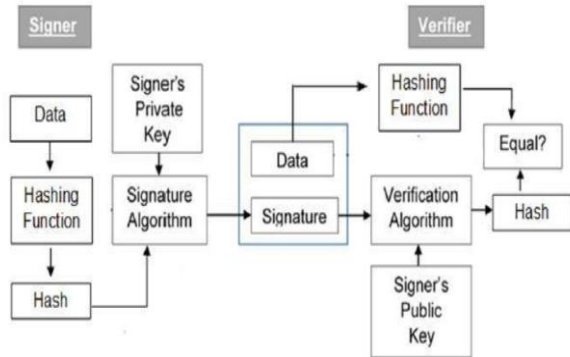 Signer
Verifier
Data
Hashing
Function
Hash
Signer's
Private
Key
Signature
Algorithm
Data
Signature
Hashing
Function
Verification
Algorithm
Signer's
Public
Key
Equal?
Hash